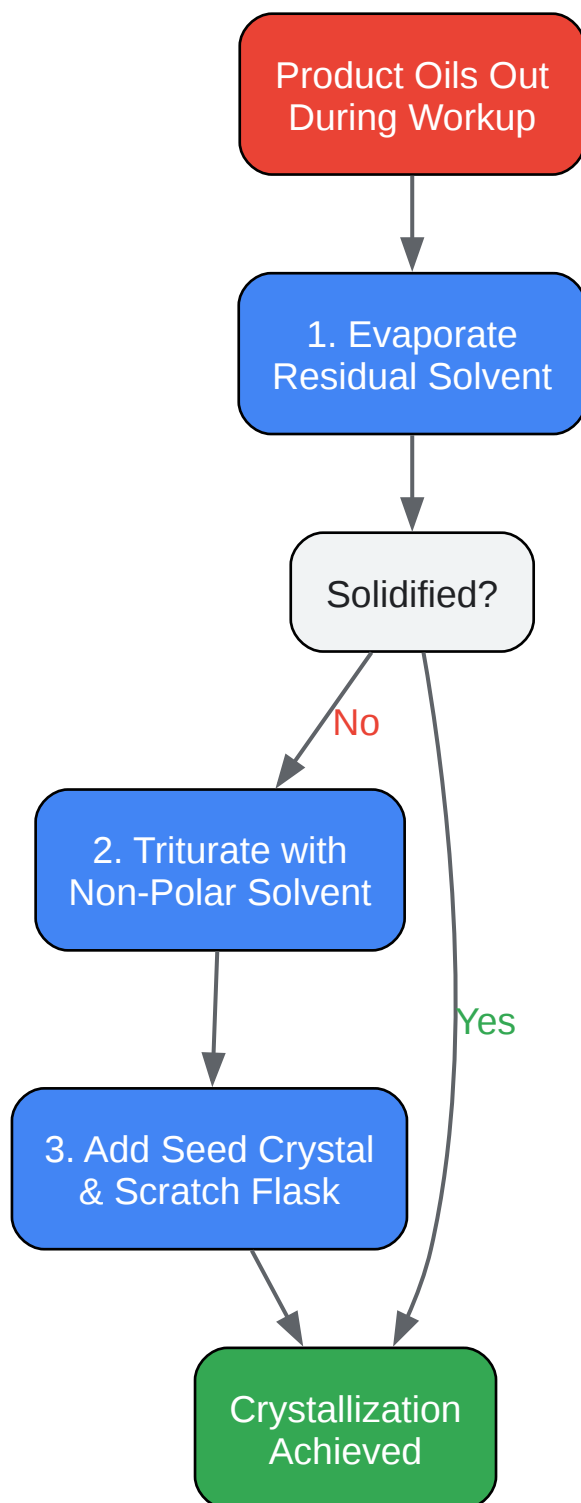 Product Oils Out
During Workup
1. Evaporate
Residual Solvent
Solidified?
No
2. Triturate with
Non-Polar Solvent
Yes
3. Add Seed Crystal
& Scratch Flask
Crystallization
Achieved